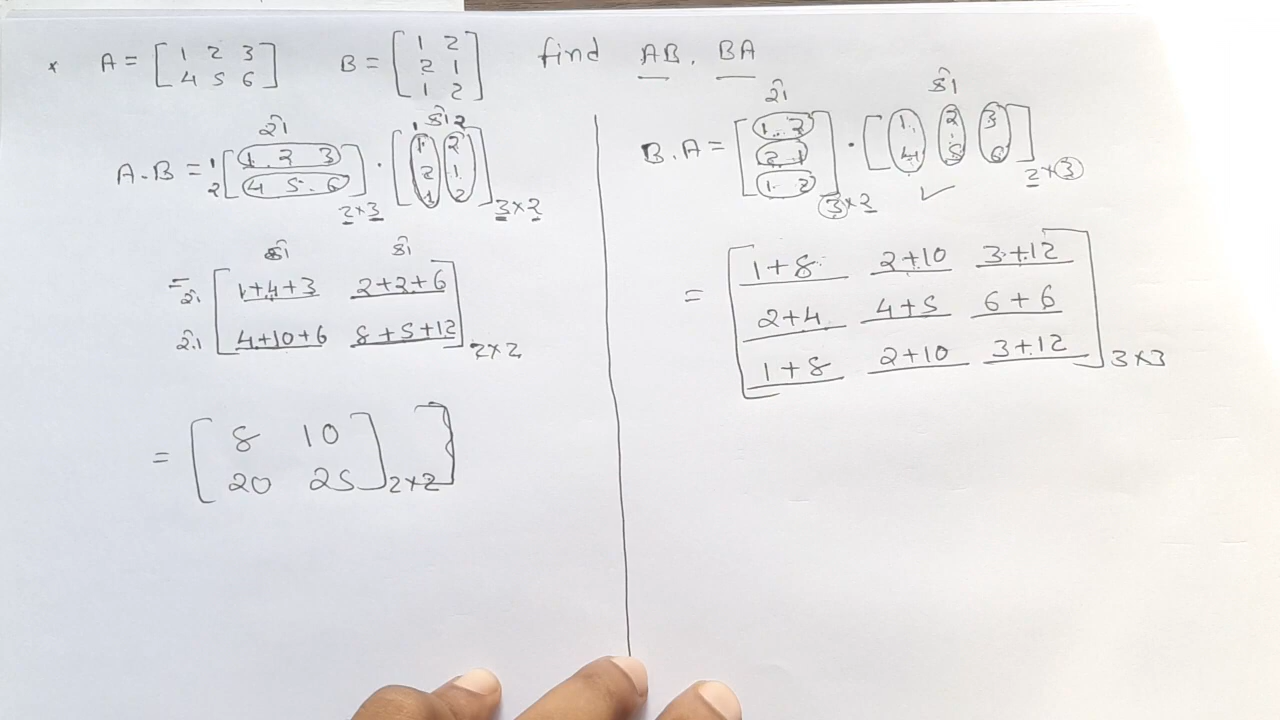 * A = [1 2 3 B = [1 2 find AB, BA
4 5 6] 2 1
1 2]
A.B = [1 2 3 . [1 2
4 5 6] 2×3 2 1
1 2] 3×2
= [1+4+3 2+2+6
4+10+6 8+5+12] 2×2
= [8 10
20 25] 2×2
B.A = [1 2 . [1 2 3
2 1 4 5 6] 2×3
1 2] 3×2 ✓
= [1+8 2+10 3+12
2+4 4+5 6+6
1+8 2+10 3+12] 3×3